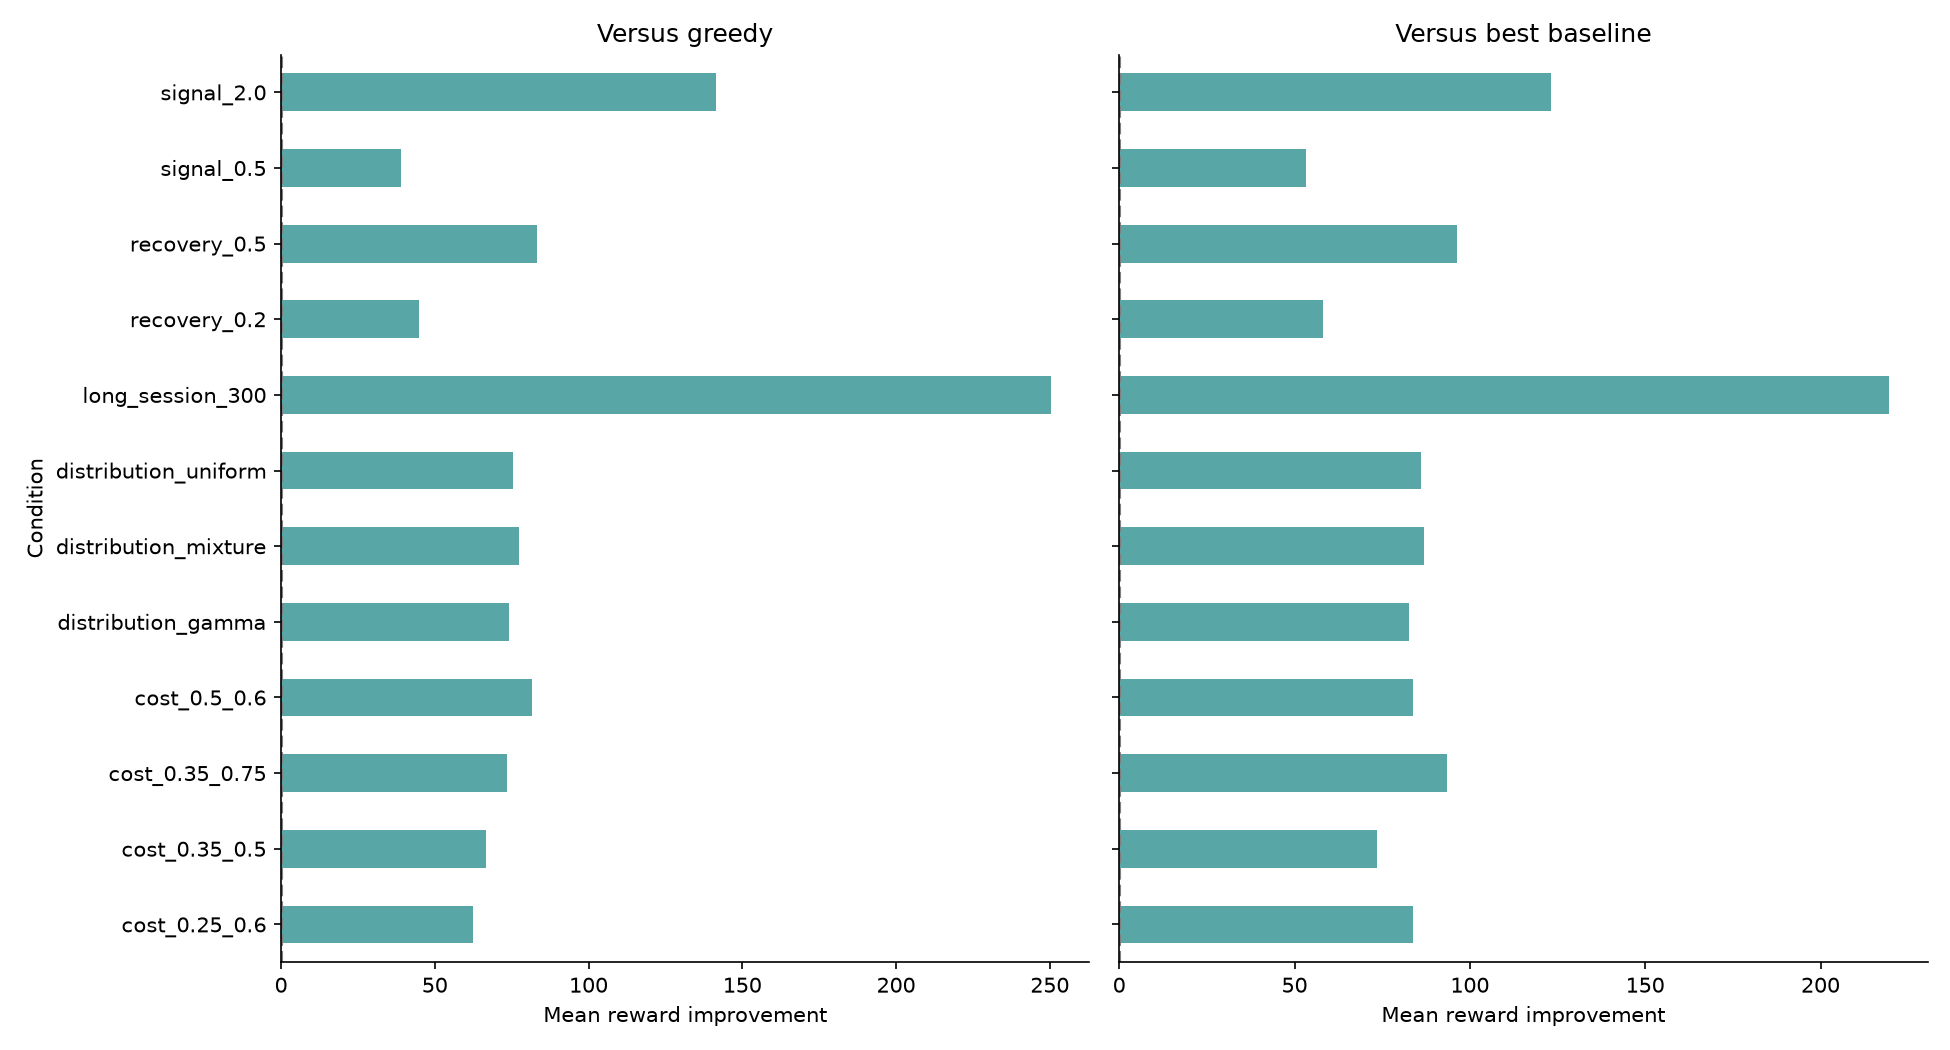 Versus greedy
Versus best baseline
Condition
signal_2.0
signal_0.5
recovery_0.5
recovery_0.2
long_session_300
distribution_uniform
distribution_mixture
distribution_gamma
cost_0.5_0.6
cost_0.35_0.75
cost_0.35_0.5
cost_0.25_0.6
0 50 100 150 200 250
0 50 100 150 200
Mean reward improvement
Mean reward improvement